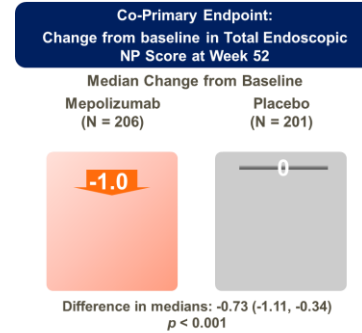 Co-Primary Endpoint:
Change from baseline in Total Endoscopic
NP Score at Week 52
Median Change from Baseline
Mepolizumab Placebo
(N = 206) (N = 201)
-1.0 0
Difference in medians: -0.73 (-1.11, -0.34)
p < 0.001